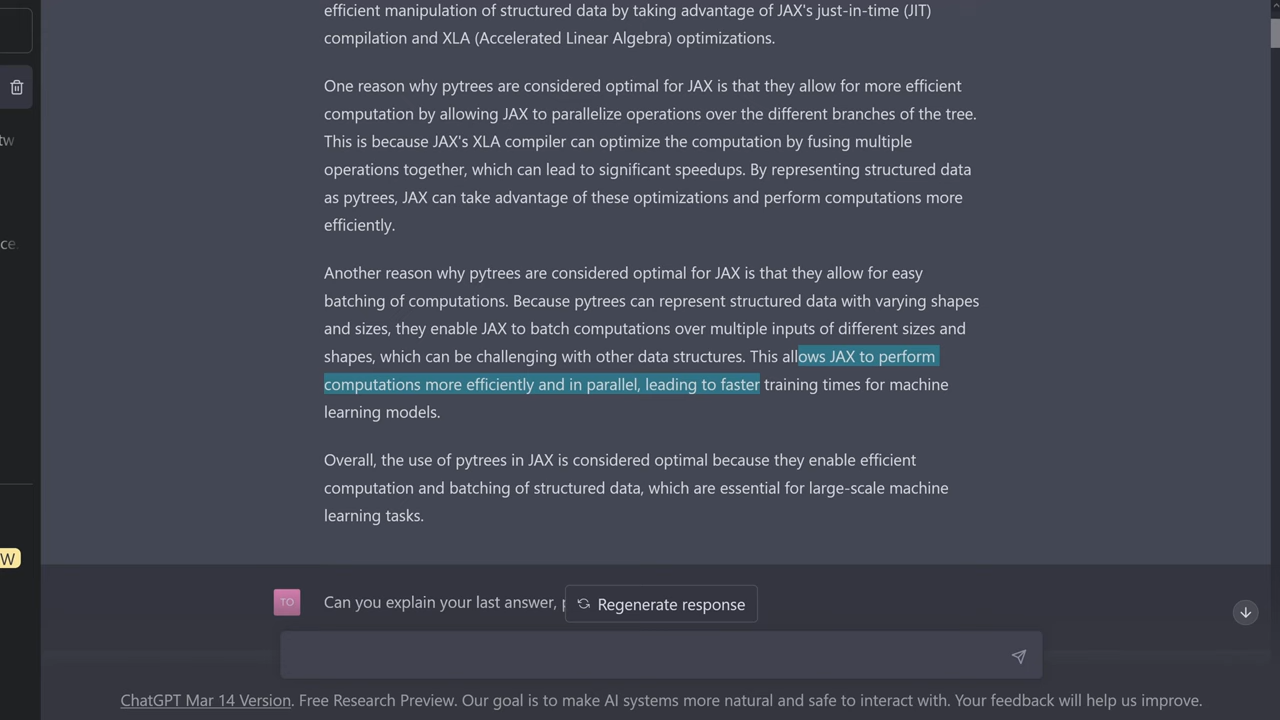 efficient manipulation of structured data by taking advantage of JAX's just-in-time (JIT)
compilation and XLA (Accelerated Linear Algebra) optimizations.
One reason why pytrees are considered optimal for JAX is that they allow for more efficient
computation by allowing JAX to parallelize operations over the different branches of the tree.
This is because JAX's XLA compiler can optimize the computation by fusing multiple
operations together, which can lead to significant speedups. By representing structured data
as pytrees, JAX can take advantage of these optimizations and perform computations more
efficiently.
Another reason why pytrees are considered optimal for JAX is that they allow for easy
batching of computations. Because pytrees can represent structured data with varying shapes
and sizes, they enable JAX to batch computations over multiple inputs of different sizes and
shapes, which can be challenging with other data structures. This allows JAX to perform
computations more efficiently and in parallel, leading to faster training times for machine
learning models.
Overall, the use of pytrees in JAX is considered optimal because they enable efficient
computation and batching of structured data, which are essential for large-scale machine
learning tasks.
TO
Can you explain your last answer,
Regenerate response
ChatGPT Mar 14 Version. Free Research Preview. Our goal is to make AI systems more natural and safe to interact with. Your feedback will help us improve.